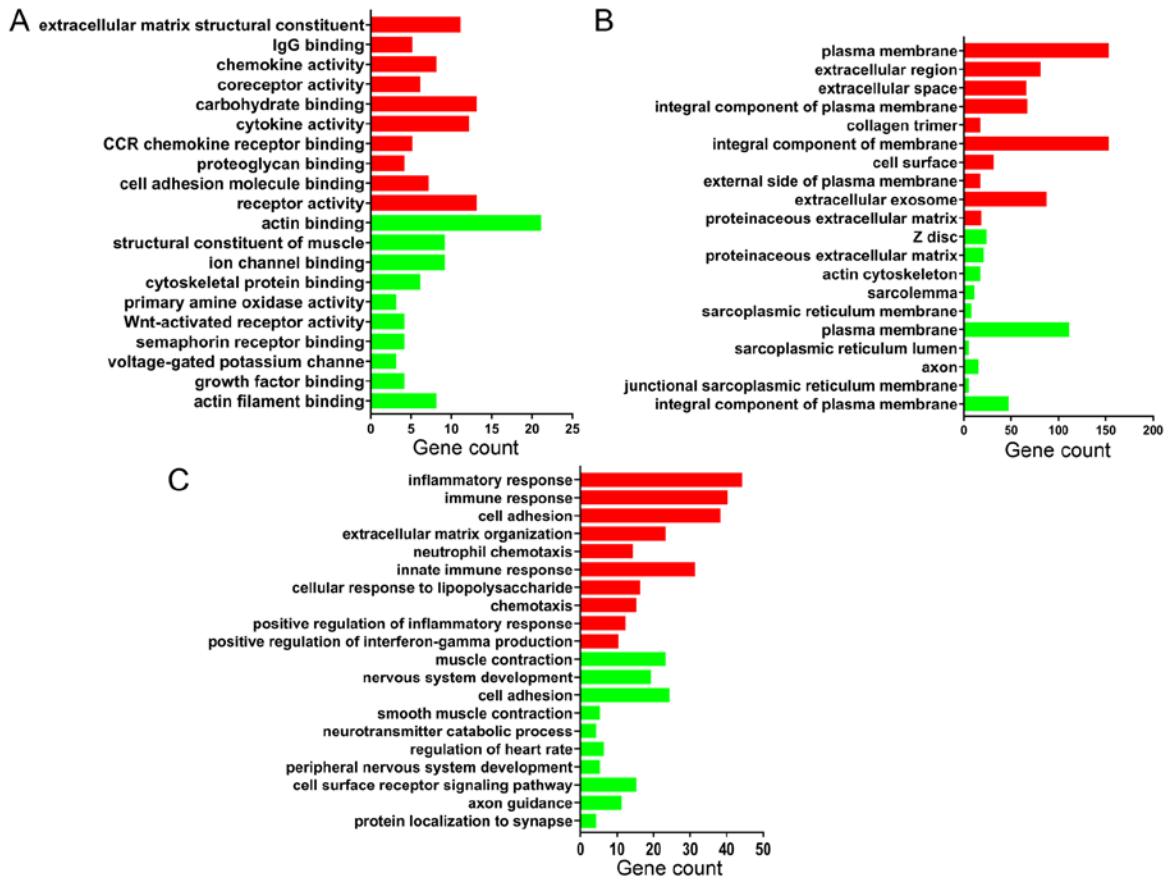 A
extracellular matrix structural constituent
IgG binding
chemokine activity
coreceptor activity
carbohydrate binding
cytokine activity
CCR chemokine receptor binding
proteoglycan binding
cell adhesion molecule binding
receptor activity
actin binding
structural constituent of muscle
ion channel binding
cytoskeletal protein binding
primary amine oxidase activity
Wnt-activated receptor activity
semaphorin receptor binding
voltage-gated potassium channe
growth factor binding
actin filament binding
0 5 10 15 20 25
Gene count
B
plasma membrane
extracellular region
extracellular space
integral component of plasma membrane
collagen trimer
integral component of membrane
cell surface
external side of plasma membrane
extracellular exosome
proteinaceous extracellular matrix
Z disc
proteinaceous extracellular matrix
actin cytoskeleton
sarcolemma
sarcoplasmic reticulum membrane
plasma membrane
sarcoplasmic reticulum lumen
axon
junctional sarcoplasmic reticulum membrane
integral component of plasma membrane
0 50 100 150 200
Gene count
C
inflammatory response
immune response
cell adhesion
extracellular matrix organization
neutrophil chemotaxis
innate immune response
cellular response to lipopolysaccharide
chemotaxis
positive regulation of inflammatory response
positive regulation of interferon-gamma production
muscle contraction
nervous system development
cell adhesion
smooth muscle contraction
neurotransmitter catabolic process
regulation of heart rate
peripheral nervous system development
cell surface receptor signaling pathway
axon guidance
protein localization to synapse
0 10 20 30 40 50
Gene count